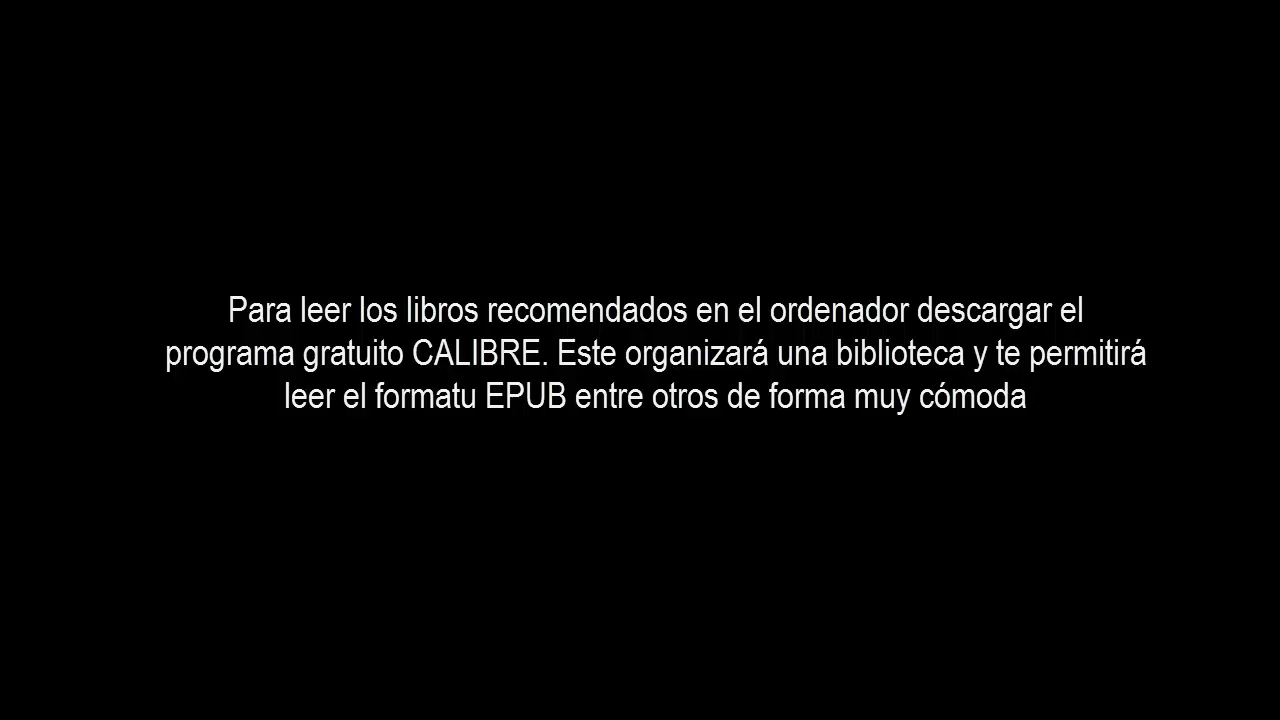 Para leer los libros recomendados en el ordenador descargar el
programa gratuito CALIBRE. Este organizará una biblioteca y te permitirá
leer el formatu EPUB entre otros de forma muy cómoda